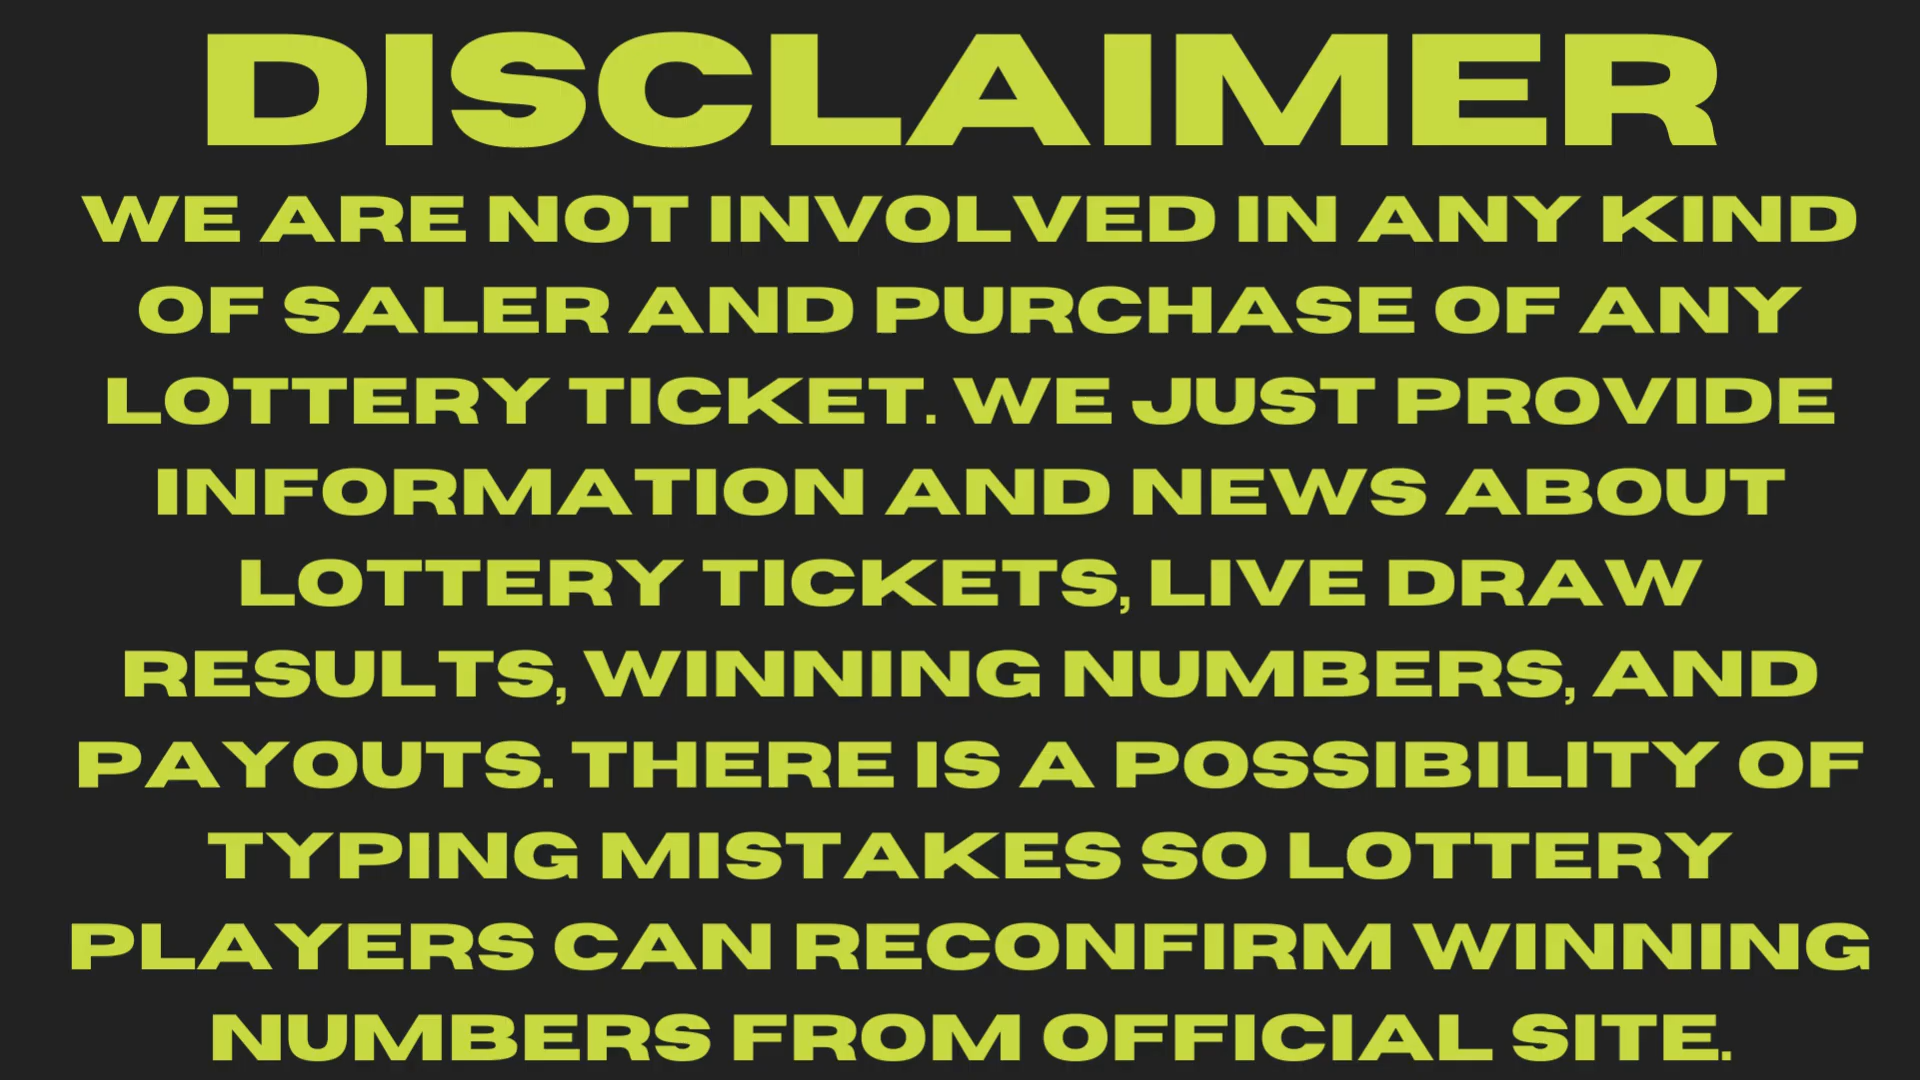 DISCLAIMER
WE ARE NOT INVOLVED IN ANY KIND
OF SALER AND PURCHASE OF ANY
LOTTERY TICKET. WE JUST PROVIDE
INFORMATION AND NEWS ABOUT
LOTTERY TICKETS, LIVE DRAW
RESULTS, WINNING NUMBERS, AND
PAYOUTS. THERE IS A POSSIBILITY OF
TYPING MISTAKES SO LOTTERY
PLAYERS CAN RECONFIRM WINNING
NUMBERS FROM OFFICIAL SITE.